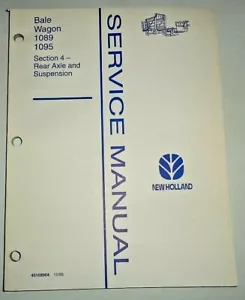 Bale
Wagon
1089
1095
Section 4 –
Rear Axle and
Suspension
SERVICE MANUAL
NEW HOLLAND